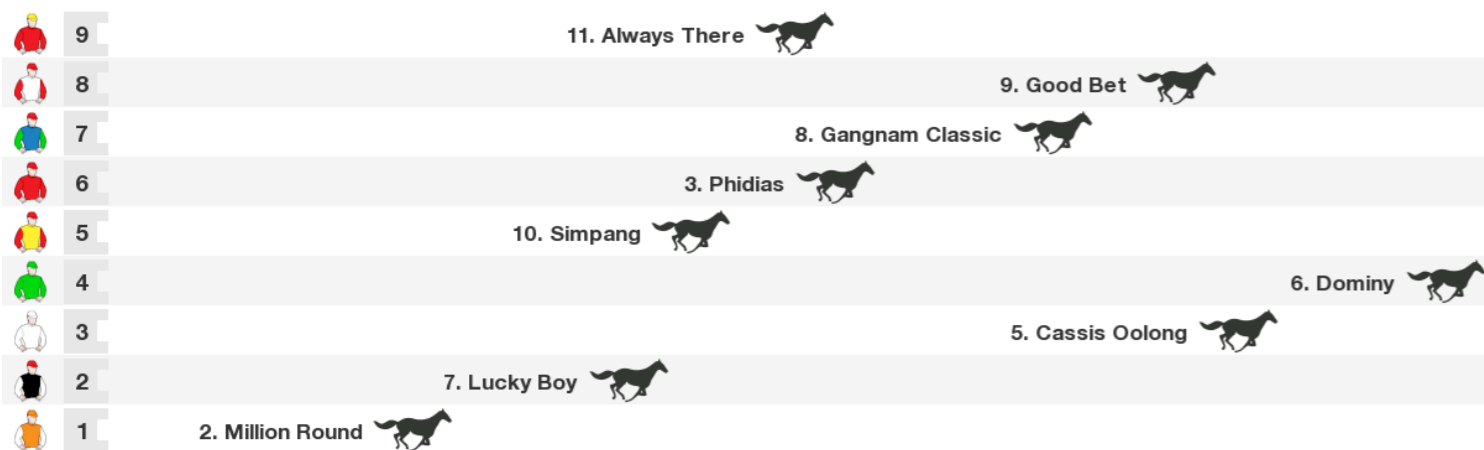 9 11. Always There
8 9. Good Bet
7 8. Gangnam Classic
6 3. Phidias
5 10. Simpang
4 6. Dominy
3 5. Cassis Oolong
2 7. Lucky Boy
1 2. Million Round